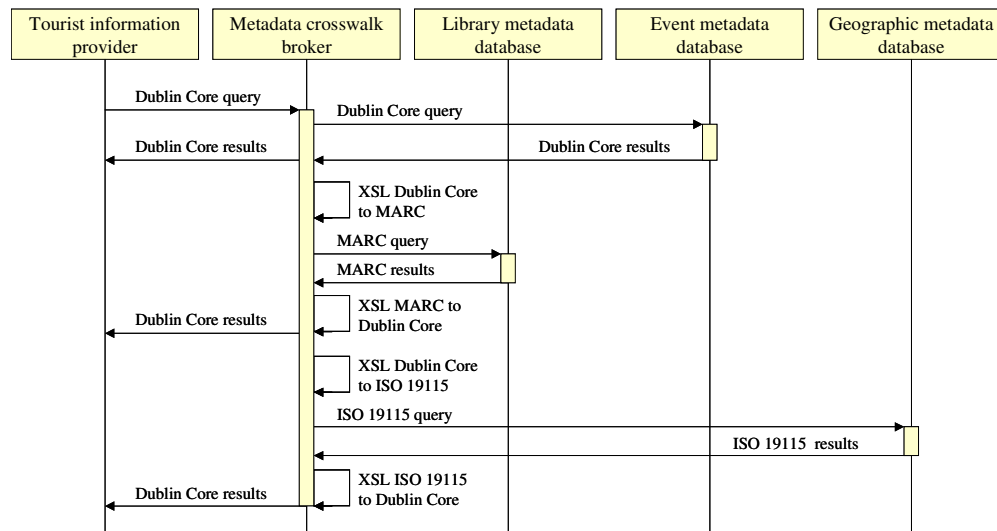 Tourist information
provider
Metadata crosswalk
broker
Library metadata
database
Event metadata
database
Geographic metadata
database
Dublin Core query
Dublin Core query
Dublin Core results
Dublin Core results
XSL Dublin Core
to MARC
MARC query
MARC results
XSL MARC to
Dublin Core
Dublin Core results
XSL Dublin Core
to ISO 19115
ISO 19115 query
ISO 19115 results
XSL ISO 19115
to Dublin Core
Dublin Core results